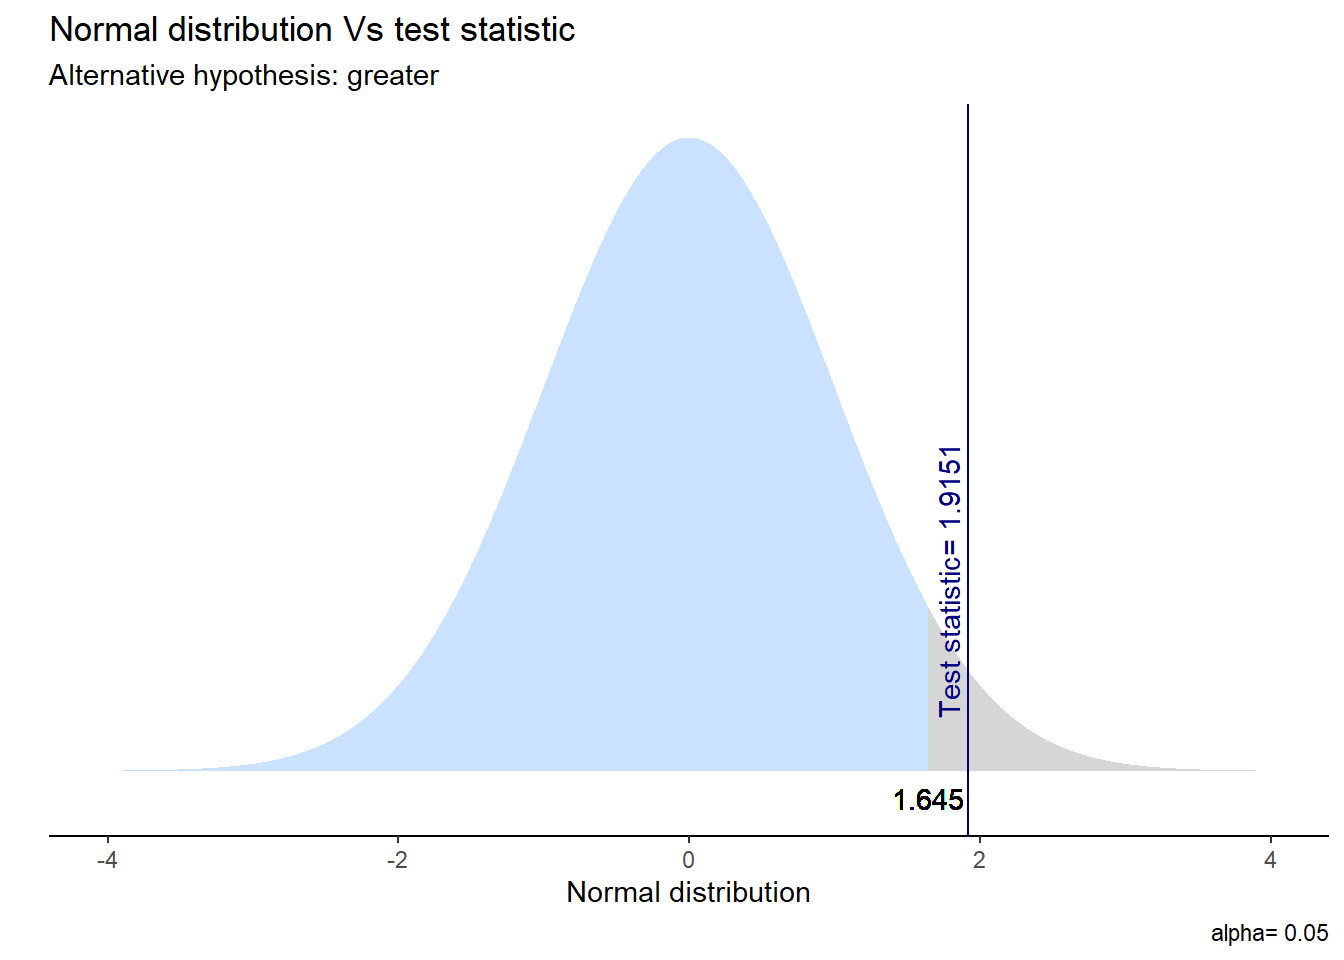 Normal distribution Vs test statistic
Alternative hypothesis: greater
Test statistic= 1.9151
1.645
-4
-2
0
2
4
Normal distribution
alpha= 0.05